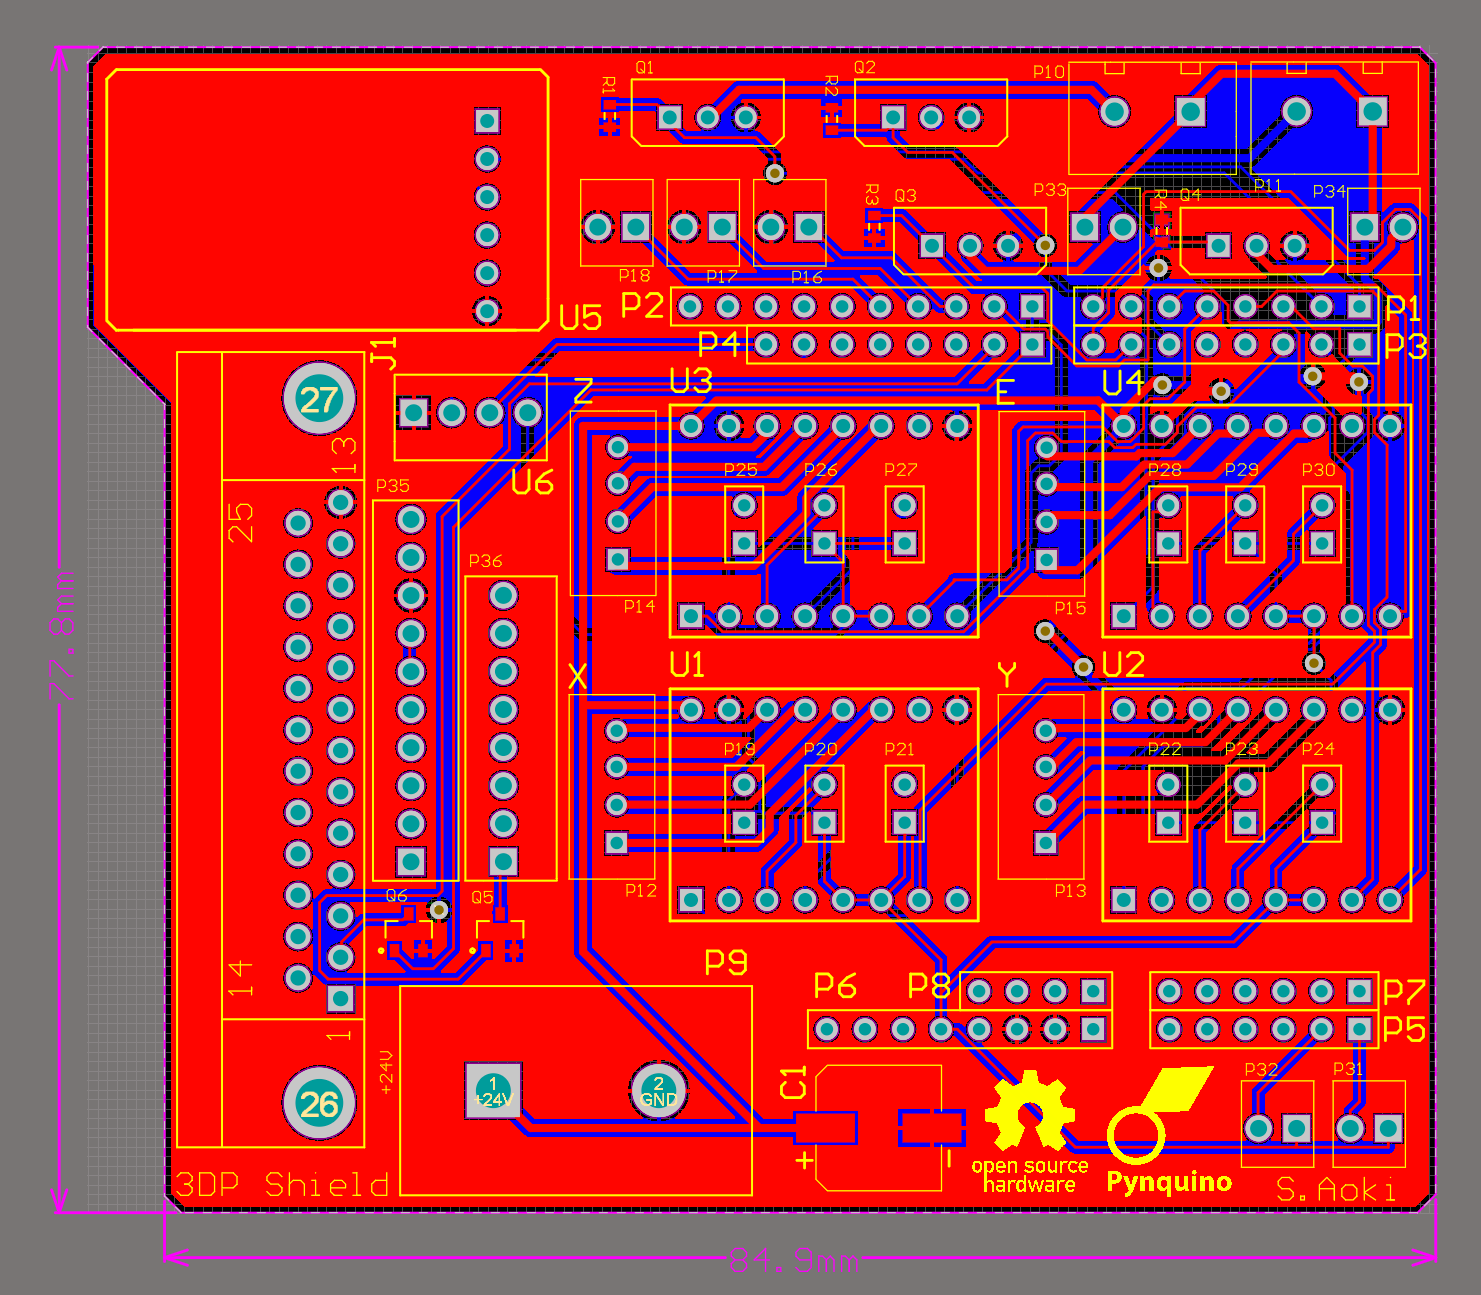 Q1
Q2
P10
R1
R2
P33
R4
Q4
P11
P34
R3
Q3
P18
P17
P16
U5
P2
P1
P4
P3
J1
U3
Z
E
U4
27
13
25
U6
P35
P25
P26
P27
P28
P29
P30
P36
P14
P15
77.8mm
X
U1
Y
U2
P19
P20
P21
P22
P23
P24
P12
P13
Q6
Q5
P9
14
P6
P8
P7
1
P5
+24V
1
+24V
2
GND
C1
P32
P31
26
+
-
open source
hardware
Pynquino
3DP Shield
S.Aoki
84.9mm